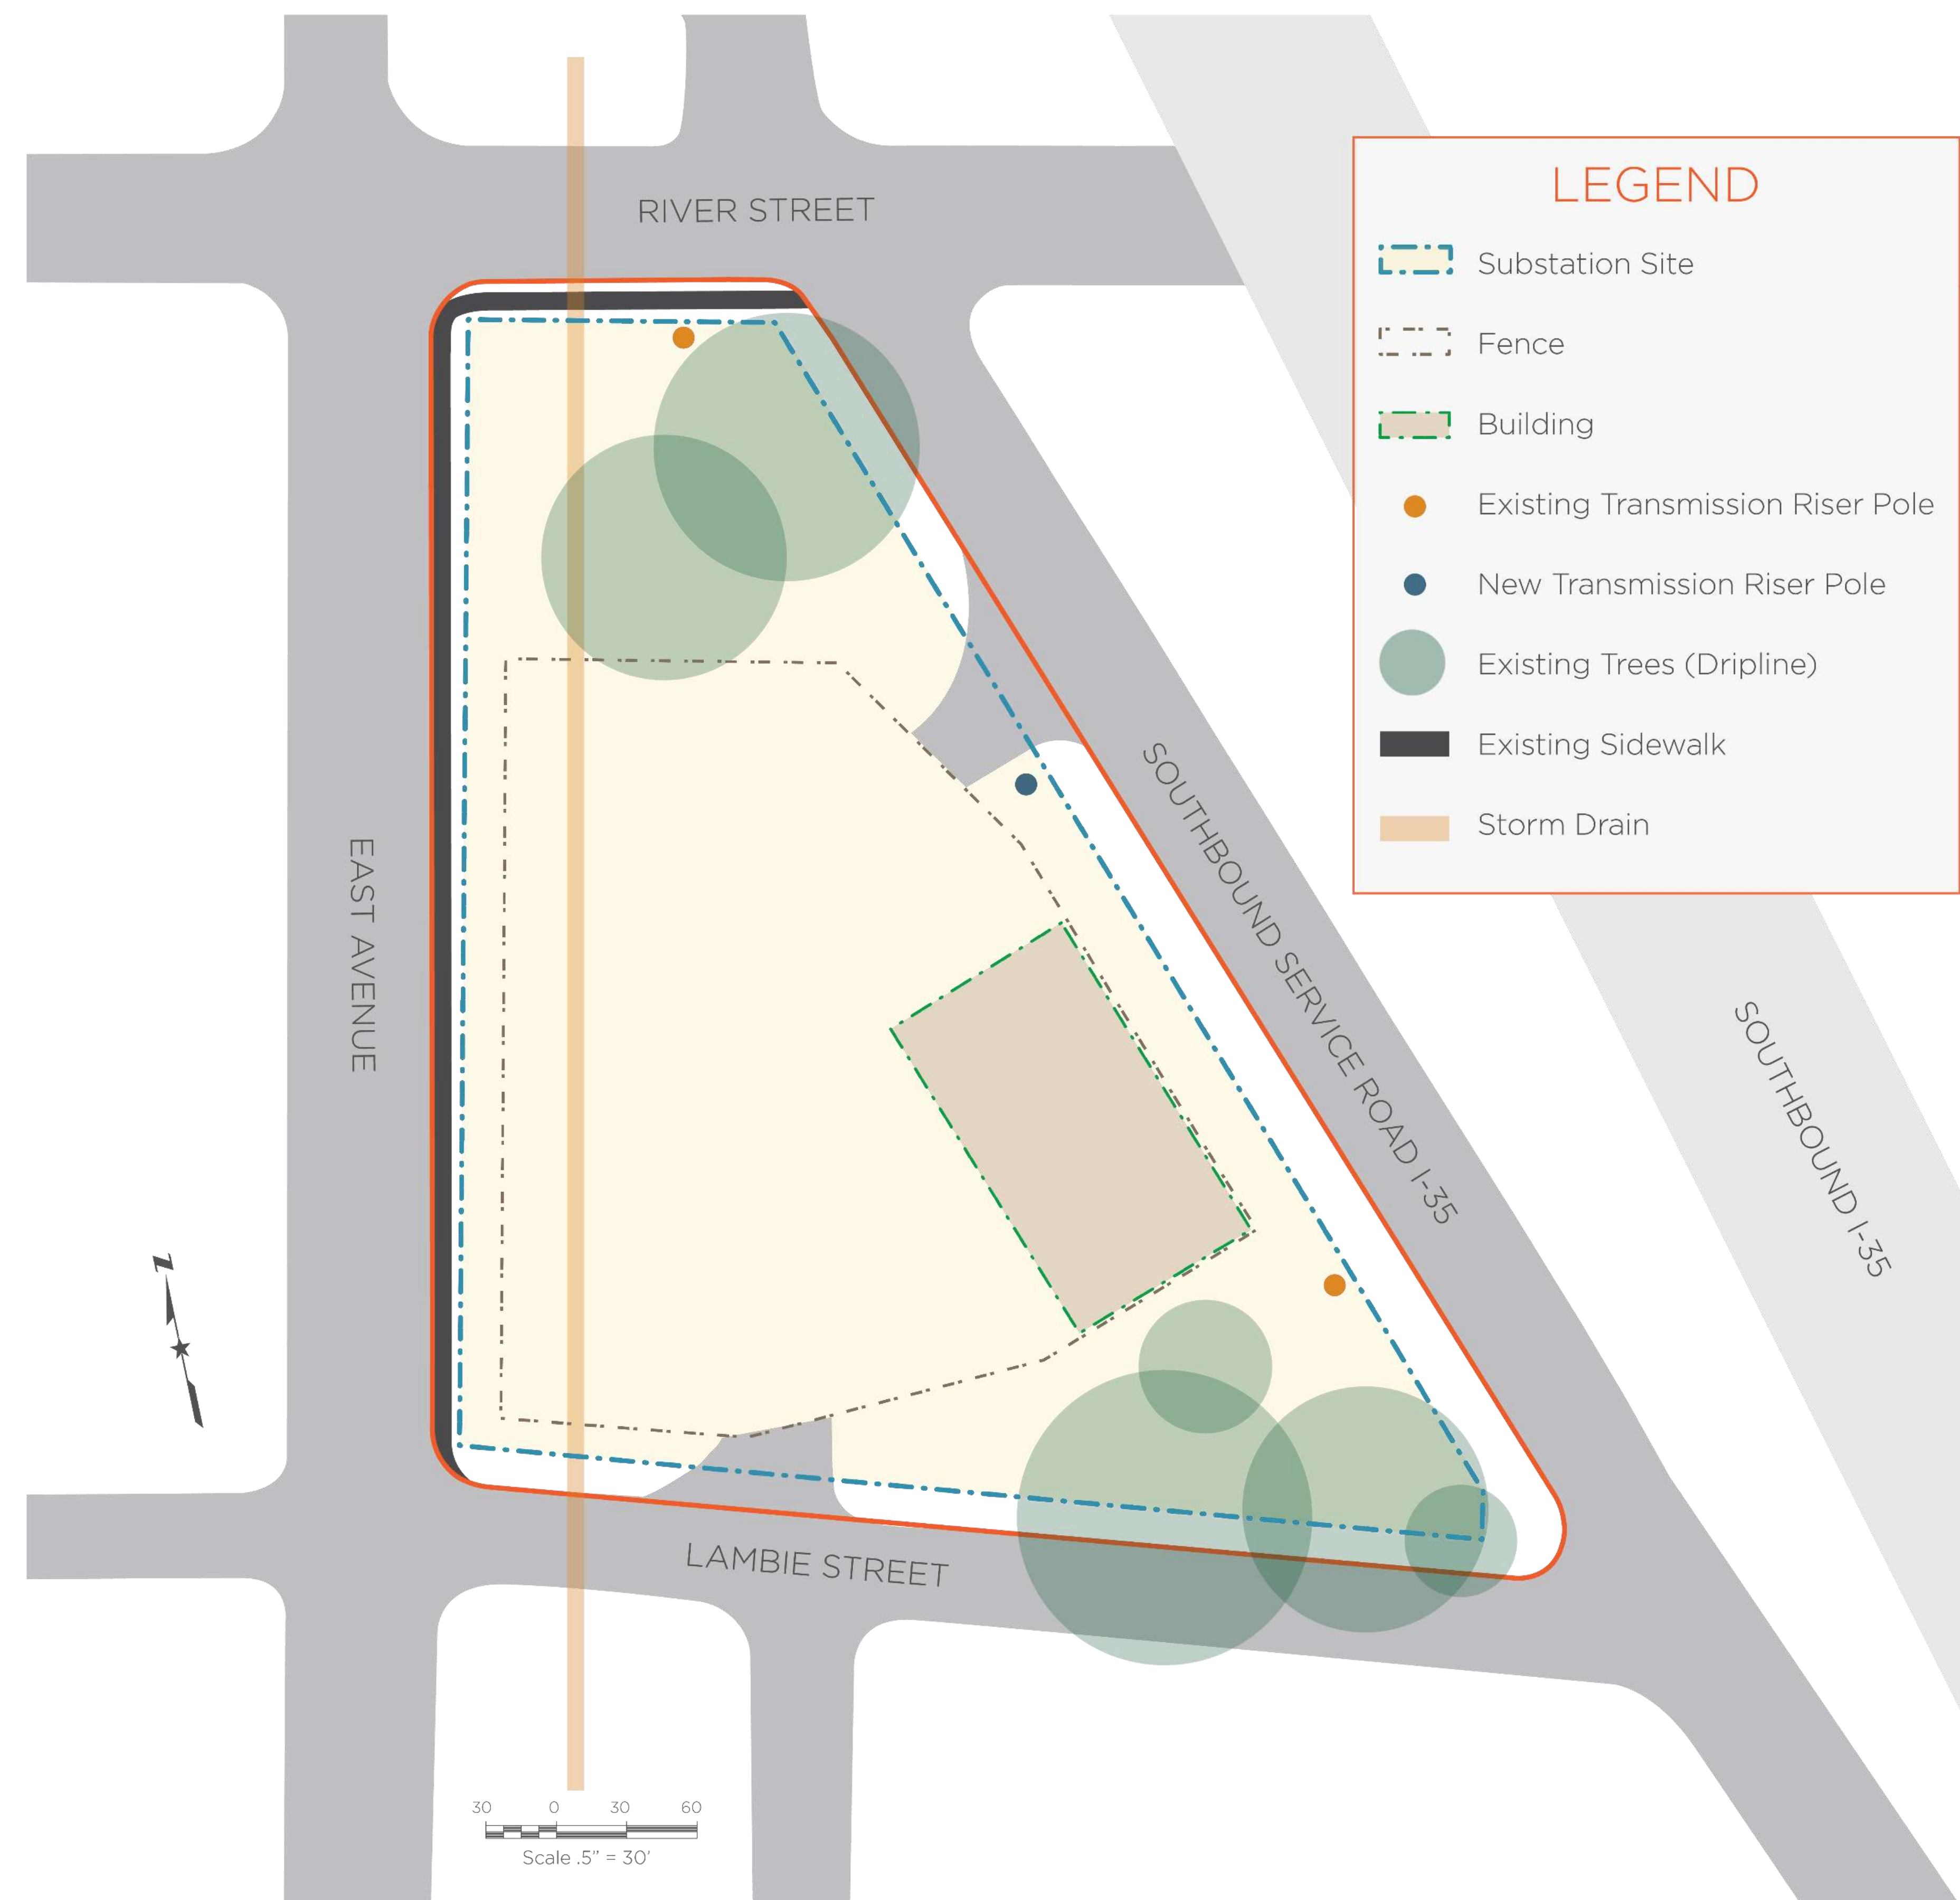 RIVER STREET
LEGEND
Substation Site
Fence
Building
Existing Transmission Riser Pole
New Transmission Riser Pole
Existing Trees (Dripline)
Existing Sidewalk
Storm Drain
EAST AVENUE
SOUTHBOUND SERVICE ROAD I-35
SOUTHBOUND I-35
N
LAMBIE STREET
30 0 30 60
Scale .5" = 30'